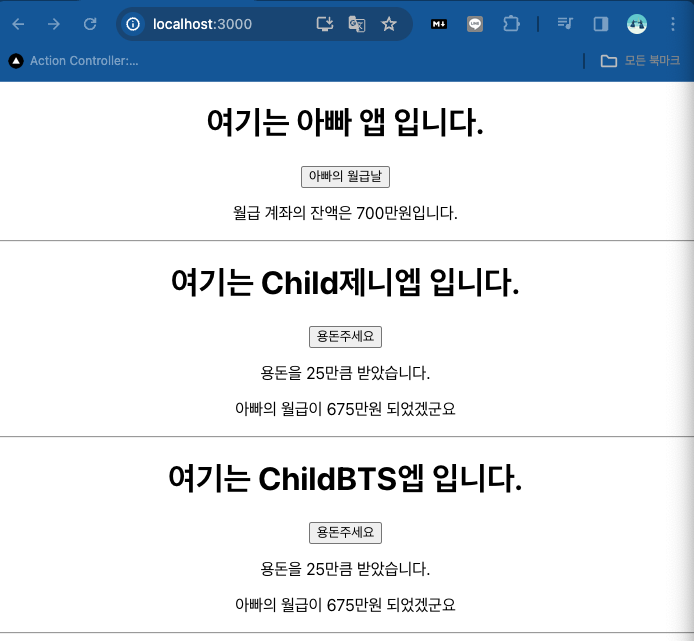 localhost:3000
Action Controller:...
모든 북마크
여기는 아빠 앱 입니다.
아빠의 월급날
월급 계좌의 잔액은 700만원입니다.
여기는 Child제니엡 입니다.
용돈주세요
용돈을 25만큼 받았습니다.
아빠의 월급이 675만원 되었겠군요
여기는 ChildBTS엡 입니다.
용돈주세요
용돈을 25만큼 받았습니다.
아빠의 월급이 675만원 되었겠군요